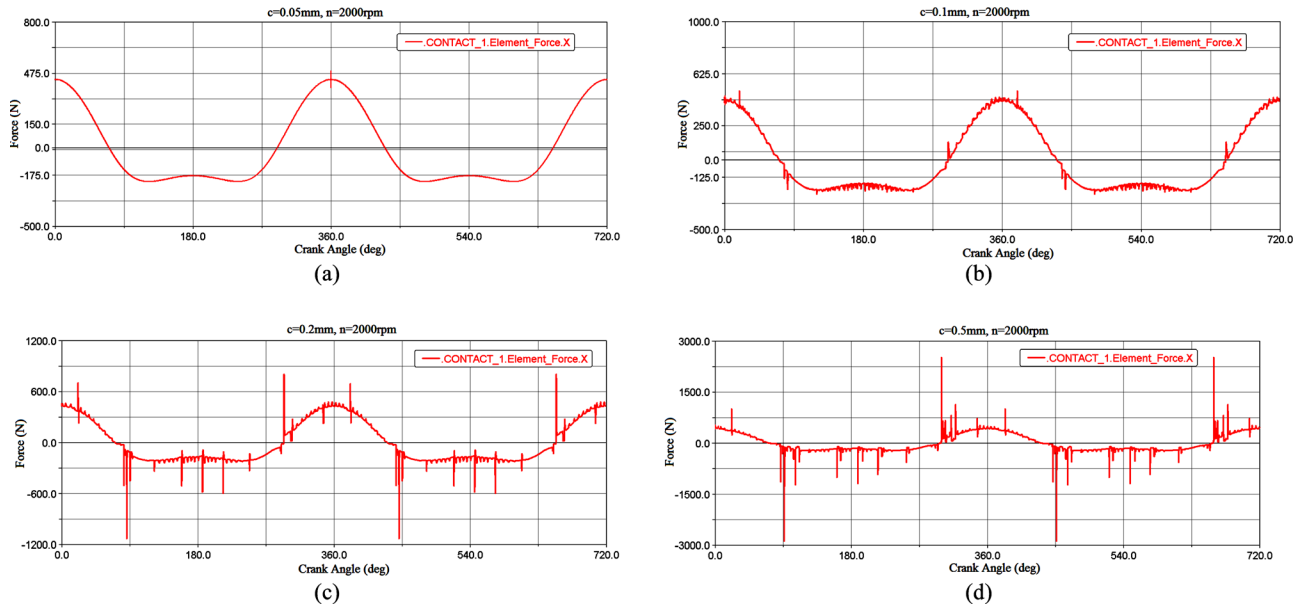 c=0.05mm, n=2000rpm
800.0
.CONTACT_1.Element_Force.X
475.0
Force (N)
150.0
0.0
-175.0
-500.0
0.0 180.0 360.0 540.0 720.0
Crank Angle (deg)
(a)
c=0.1mm, n=2000rpm
1000.0
.CONTACT_1.Element_Force.X
625.0
Force (N)
250.0
0.0
-125.0
-500.0
0.0 180.0 360.0 540.0 720.0
Crank Angle (deg)
(b)
c=0.2mm, n=2000rpm
1200.0
.CONTACT_1.Element_Force.X
600.0
Force (N)
0.0
-600.0
-1200.0
0.0 180.0 360.0 540.0 720.0
Crank Angle (deg)
(c)
c=0.5mm, n=2000rpm
3000.0
.CONTACT_1.Element_Force.X
1500.0
Force (N)
0.0
-1500.0
-3000.0
0.0 180.0 360.0 540.0 720.0
Crank Angle (deg)
(d)